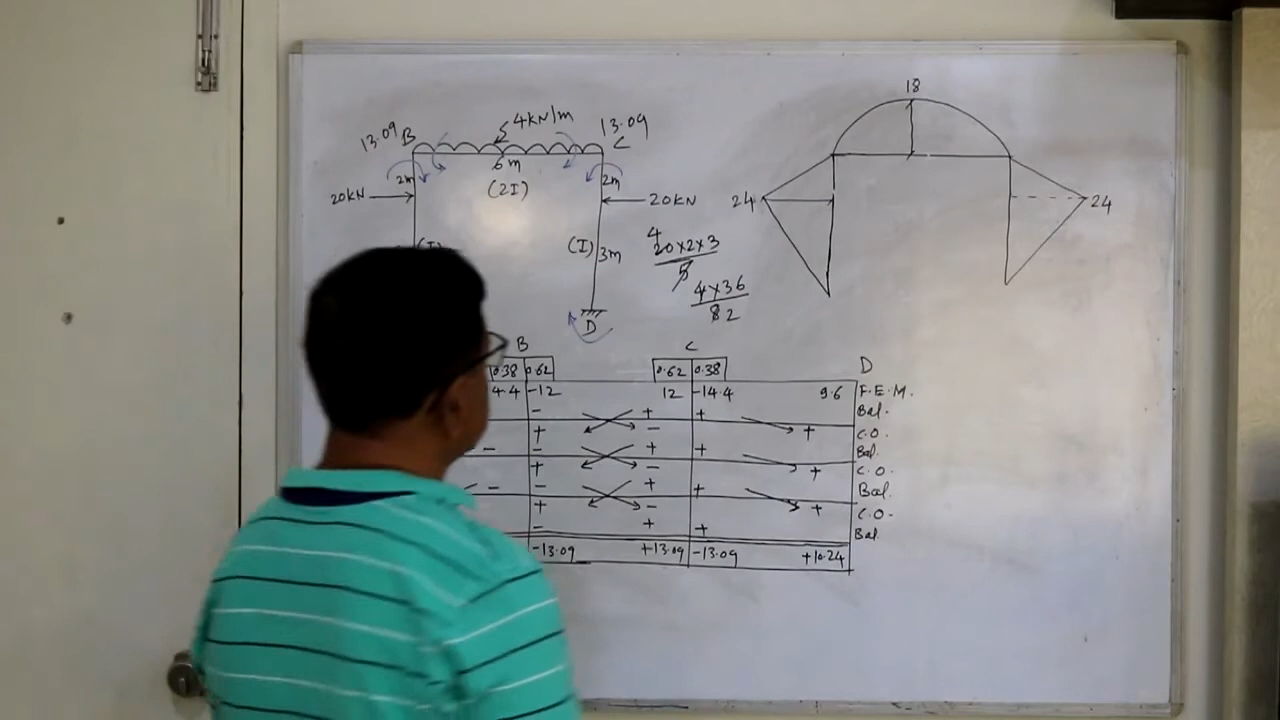 18
4kN/m
13.09 B
13.09
C
6m
2m
2m
(2I)
20KN
20KN
24
24
(I)
(I)
3m
20×2×3
5
4
4×36
82
D
B
C
D
0.38 0.62
0.62 0.38
4.4 -12 12 -14.4 9.6 F.E.M.
- + + Bal.
+ - + C.O.
- - + + Bal.
+ - + C.O.
- - + + Bal.
+ - + C.O.-
- + + Bal.
-13.09 +13.09 -13.09 +10.24